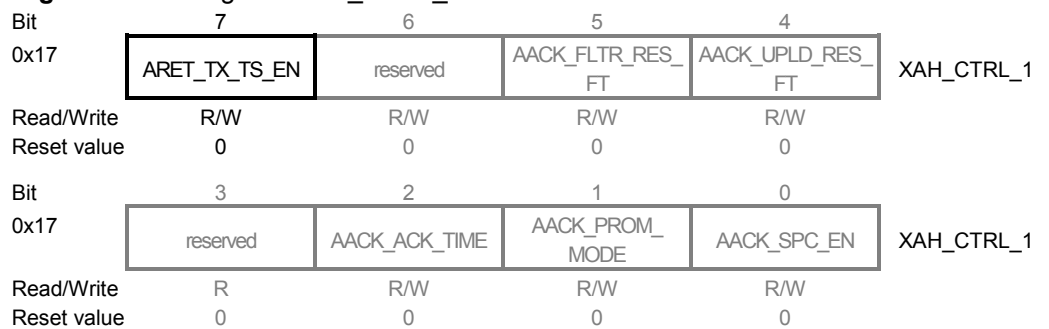 Bit 7 6 5 4
0x17 ARET_TX_TS_EN reserved AACK_FLTR_RES_ AACK_UPLD_RES_ XAH_CTRL_1
FT FT
Read/Write R/W R/W R/W R/W
Reset value 0 0 0 0
Bit 3 2 1 0
0x17 reserved AACK_ACK_TIME AACK_PROM_ AACK_SPC_EN XAH_CTRL_1
MODE
Read/Write R R/W R/W R/W
Reset value 0 0 0 0